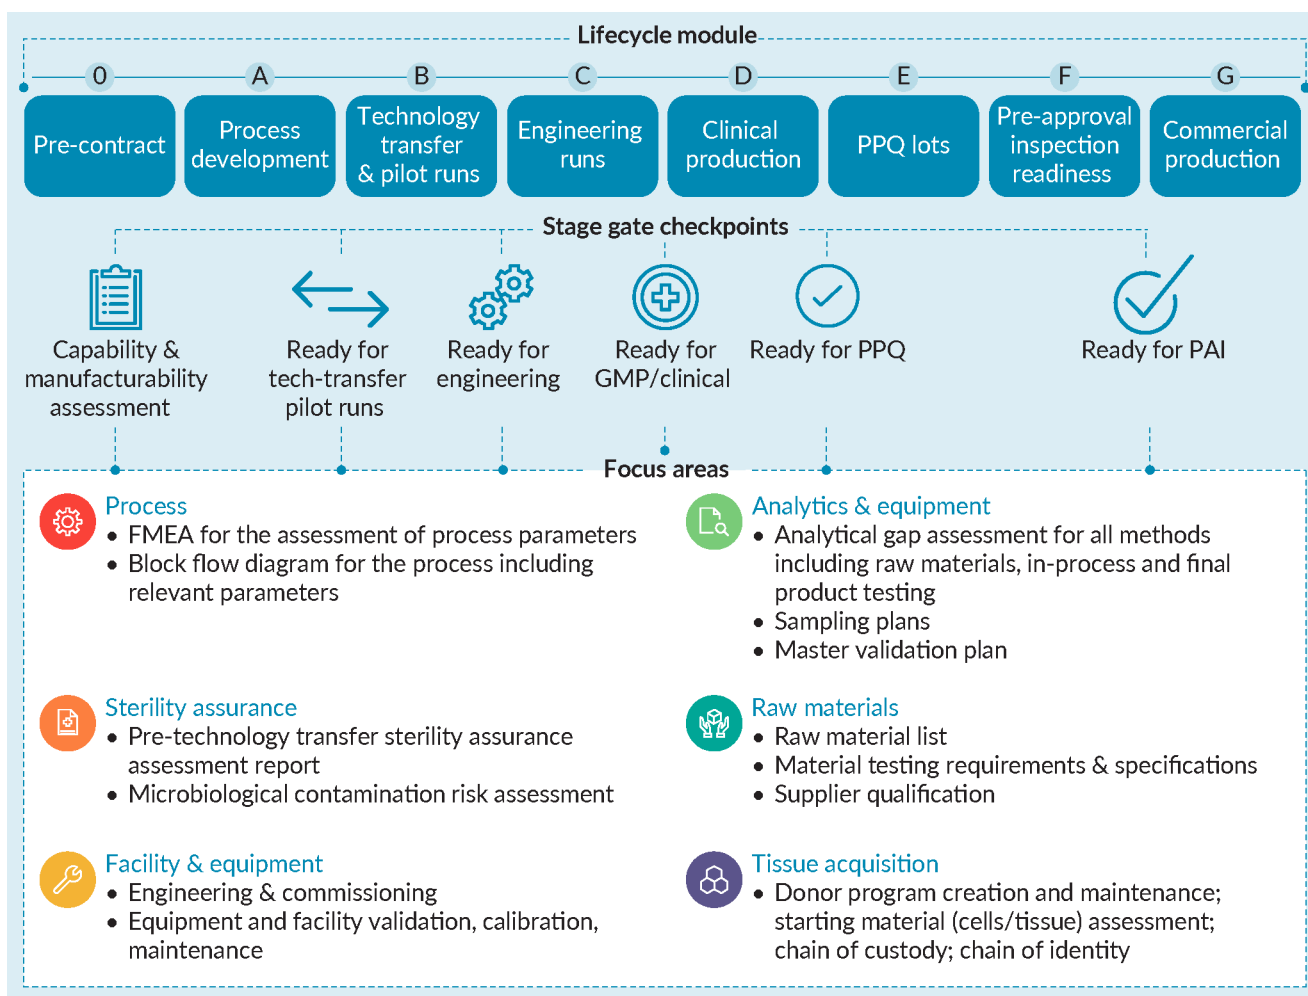 Lifecycle module
0
A
B
C
D
E
F
G
Pre-contract
Process
development
Technology
transfer
& pilot runs
Engineering
runs
Clinical
production
PPQ lots
Pre-approval
inspection
readiness
Commercial
production
Stage gate checkpoints
Capability &
manufacturability
assessment
Ready for
tech-transfer
pilot runs
Ready for
engineering
Ready for
GMP/clinical
Ready for PPQ
Ready for PAI
Focus areas
Process
• FMEA for the assessment of process parameters
• Block flow diagram for the process including
relevant parameters
Sterility assurance
• Pre-technology transfer sterility assurance
assessment report
• Microbiological contamination risk assessment
Facility & equipment
• Engineering & commissioning
• Equipment and facility validation, calibration,
maintenance
Analytics & equipment
• Analytical gap assessment for all methods
including raw materials, in-process and final
product testing
• Sampling plans
• Master validation plan
Raw materials
• Raw material list
• Material testing requirements & specifications
• Supplier qualification
Tissue acquisition
• Donor program creation and maintenance;
starting material (cells/tissue) assessment;
chain of custody; chain of identity